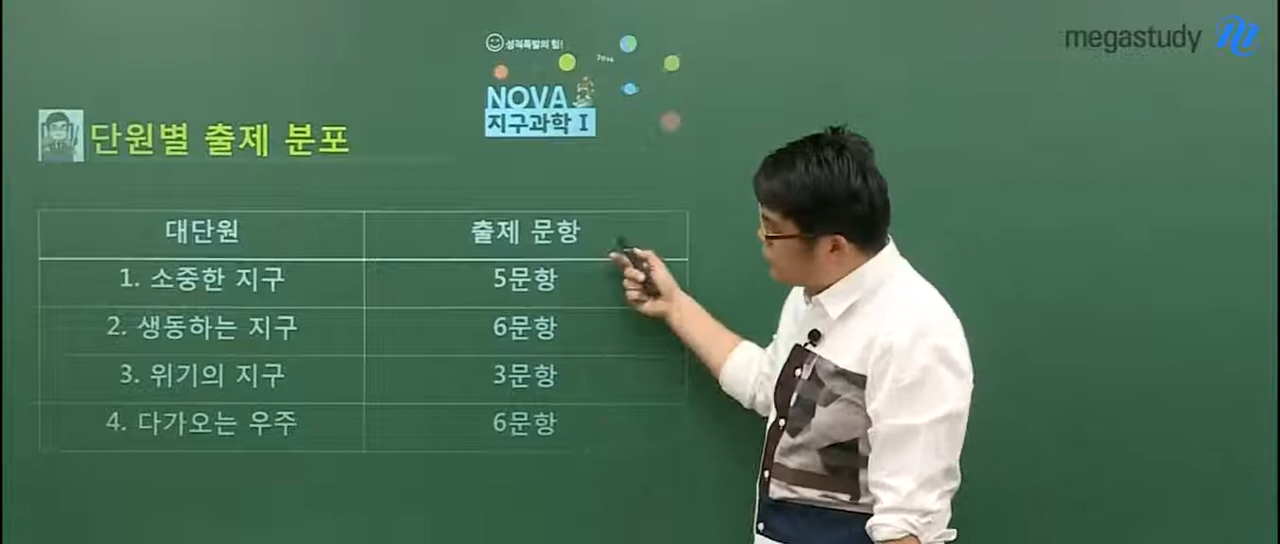 성적폭발의 힘!
megastudy
NOVA
지구과학 I
단원별 출제 분포
대단원 출제 문항
1. 소중한 지구 5문항
2. 생동하는 지구 6문항
3. 위기의 지구 3문항
4. 다가오는 우주 6문항